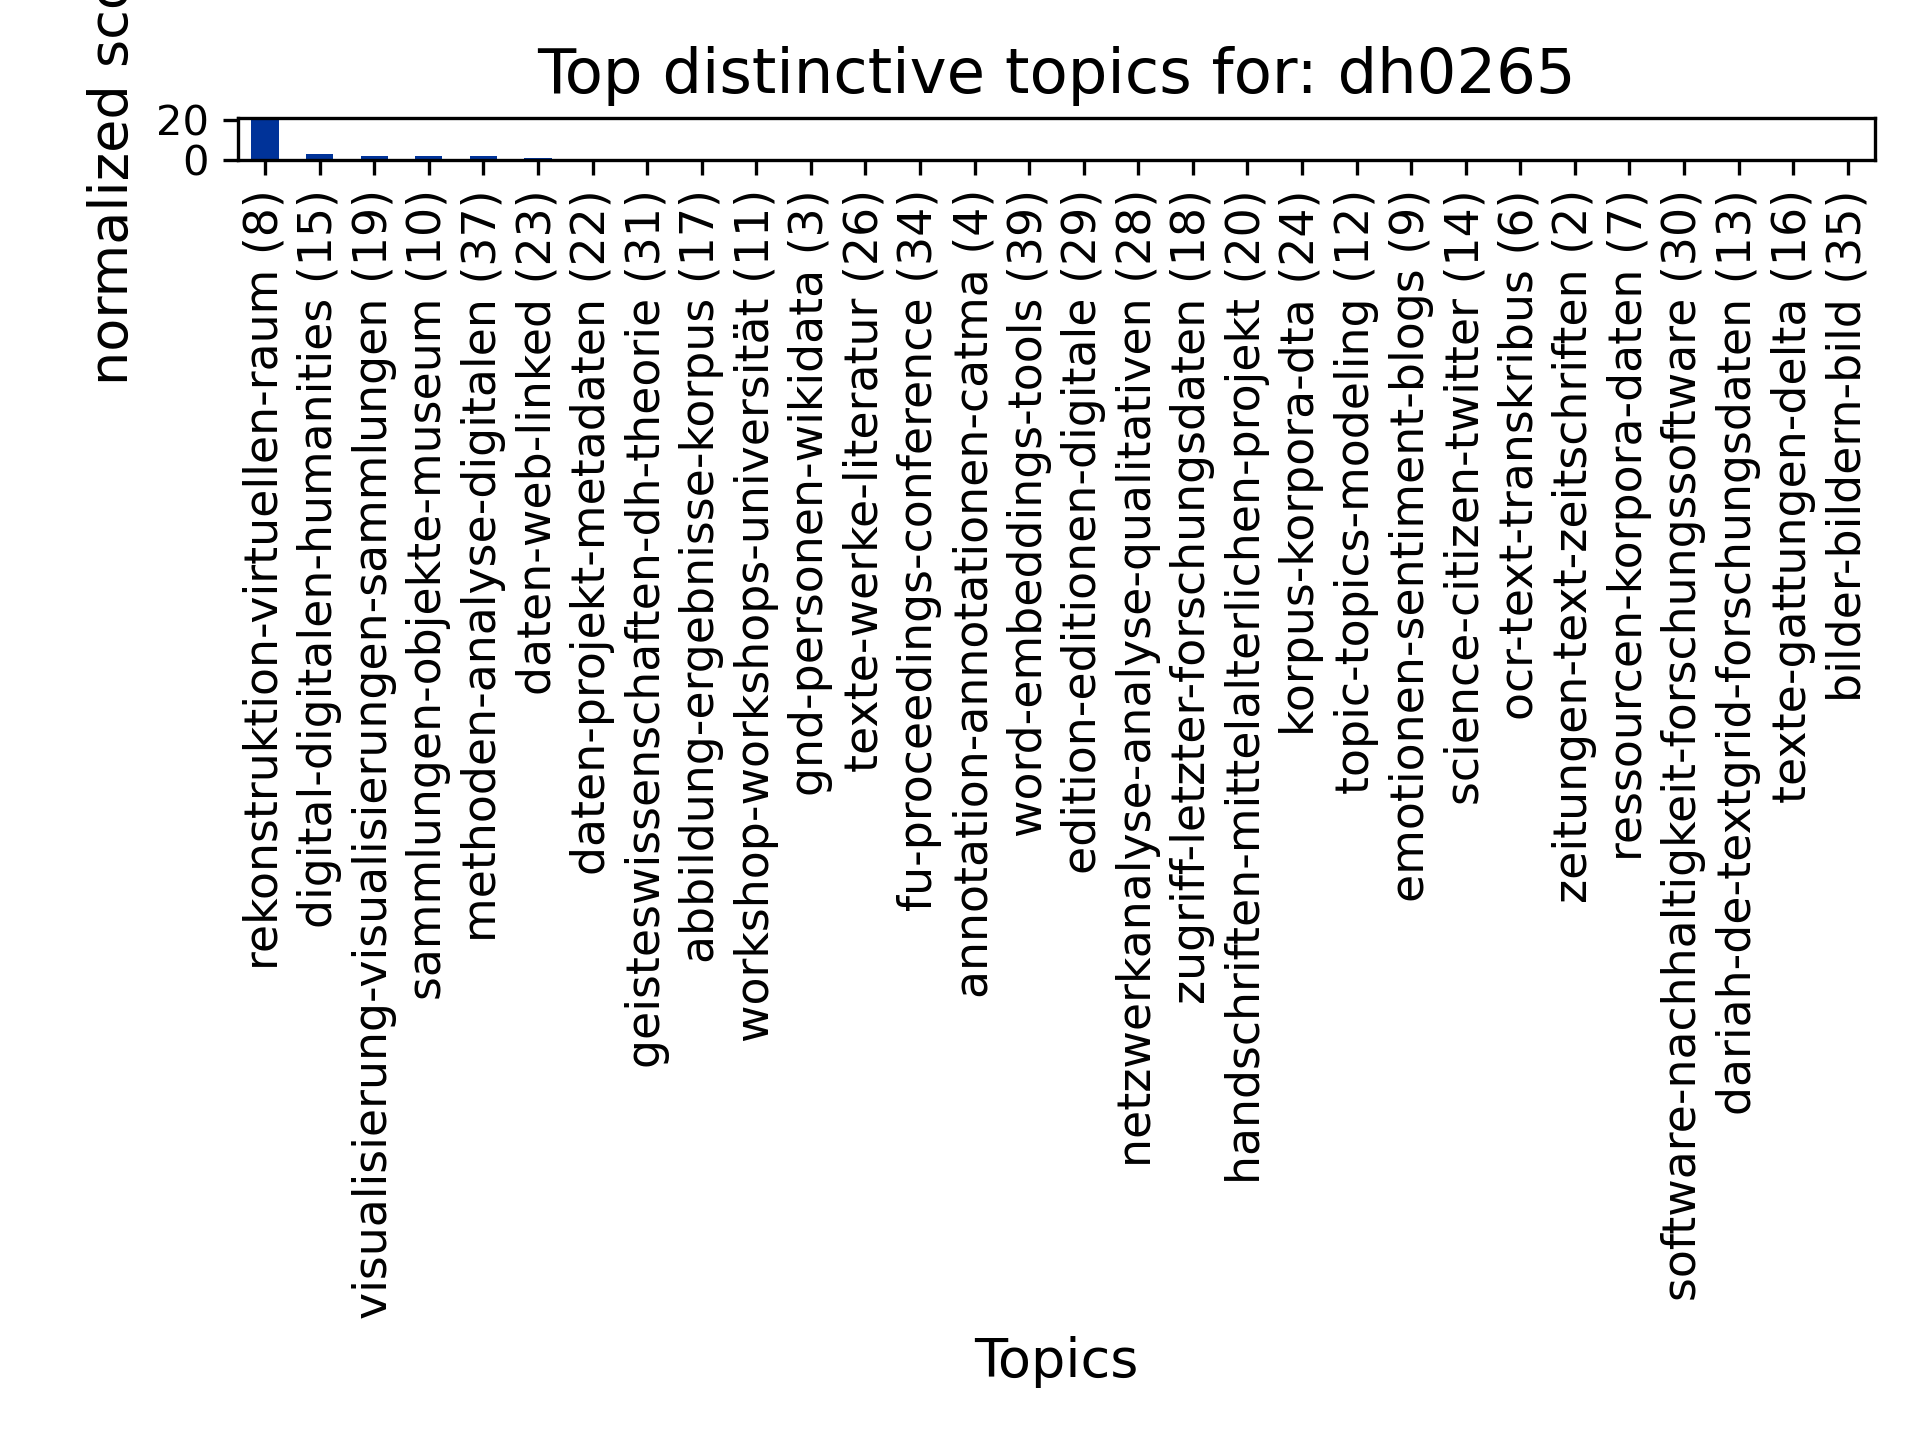 Top distinctive topics for: dh0265
normalized
20
0
rekonstruktion-virtuellen-raum (8)
digital-digitalen-humanities (15)
visualisierung-visualisierungen-sammlungen (19)
sammlungen-objekte-museum (10)
methoden-analyse-digitalen (37)
daten-web-linked (23)
daten-projekt-metadaten (22)
geisteswissenschaften-dh-theorie (31)
abbildung-ergebnisse-korpus (17)
workshop-workshops-universität (11)
gnd-personen-wikidata (3)
texte-werke-literatur (26)
fu-proceedings-conference (34)
annotation-annotationen-catma (4)
word-embeddings-tools (39)
edition-editionen-digitale (29)
netzwerkanalyse-analyse-qualitativen (28)
zugriff-letzter-forschungsdaten (18)
handschriften-mittelalterlichen-projekt (20)
korpus-korpora-dta (24)
topic-topics-modeling (12)
emotionen-sentiment-blogs (9)
science-citizen-twitter (14)
ocr-text-transkribus (6)
zeitungen-text-zeitschriften (2)
ressourcen-korpora-daten (7)
software-nachhaltigkeit-forschungssoftware (30)
dariah-de-textgrid-forschungsdaten (13)
texte-gattungen-delta (16)
bilder-bildern-bild (35)
Topics